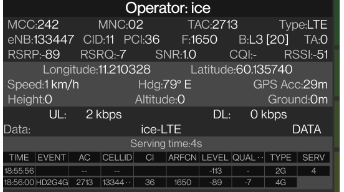 Operator: ice
MCC:242 MNC:02 TAC:2713 Type:LTE
eNB:133447 CID:11 PCI:36 F:1650 B:L3 [20] TA:0
RSRP:-89 RSRQ:-7 SNR:1.0 CQI:- RSSI:-51
Longitude:11.210328 Latitude:60.135740
Speed:1 km/h Hdg:79° E GPS Acc:29m
Height:0 Altitude:0 Ground:0m
UL: 2 kbps DL: 0 kbps
Data: ice-LTE DATA
Serving time:4s
TIME EVENT AC CELLID CI ARFCN LEVEL QUAL·· TYPE SERV
18:55:56 -- -- -113 - 2G 4
18:56:00 HD2G4G 2713 13344·· 36 1650 -89 -7 4G